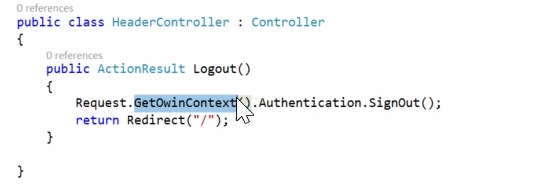 0 references
public class HeaderController : Controller
{
0 references
public ActionResult Logout()
{
Request.GetOwinContext().Authentication.SignOut();
return Redirect("/");
}
}